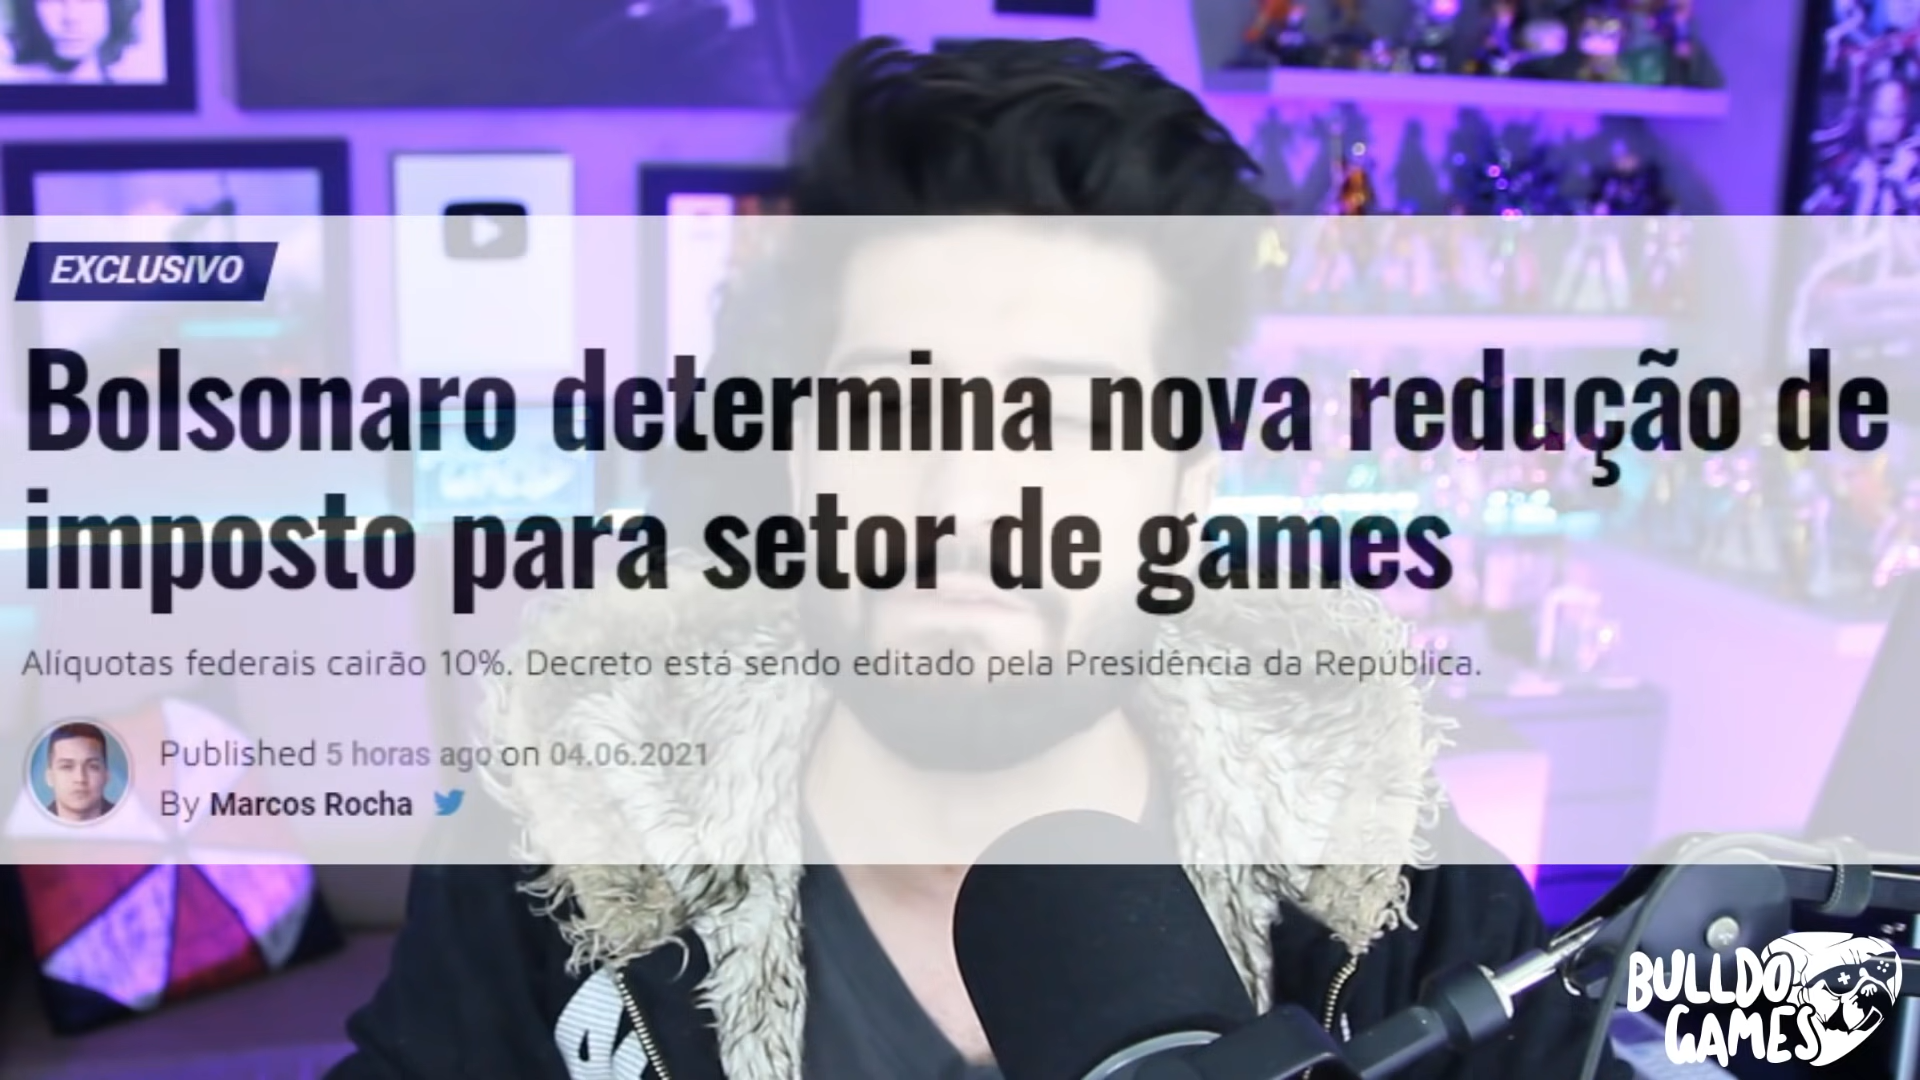 EXCLUSIVO
Bolsonaro determina nova redução de
imposto para setor de games
Alíquotas federais cairão 10%. Decreto está sendo editado pela Presidência da República.
Published 5 horas ago on 04.06.2021
By Marcos Rocha
BULLDOG
GAMES